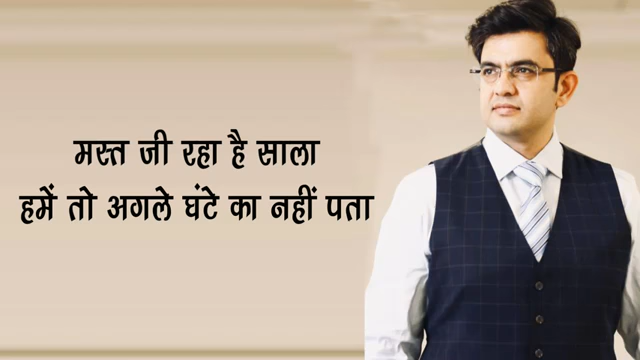 मस्त जी रहा है साला
हमें तो अगले घंटे का नहीं पता